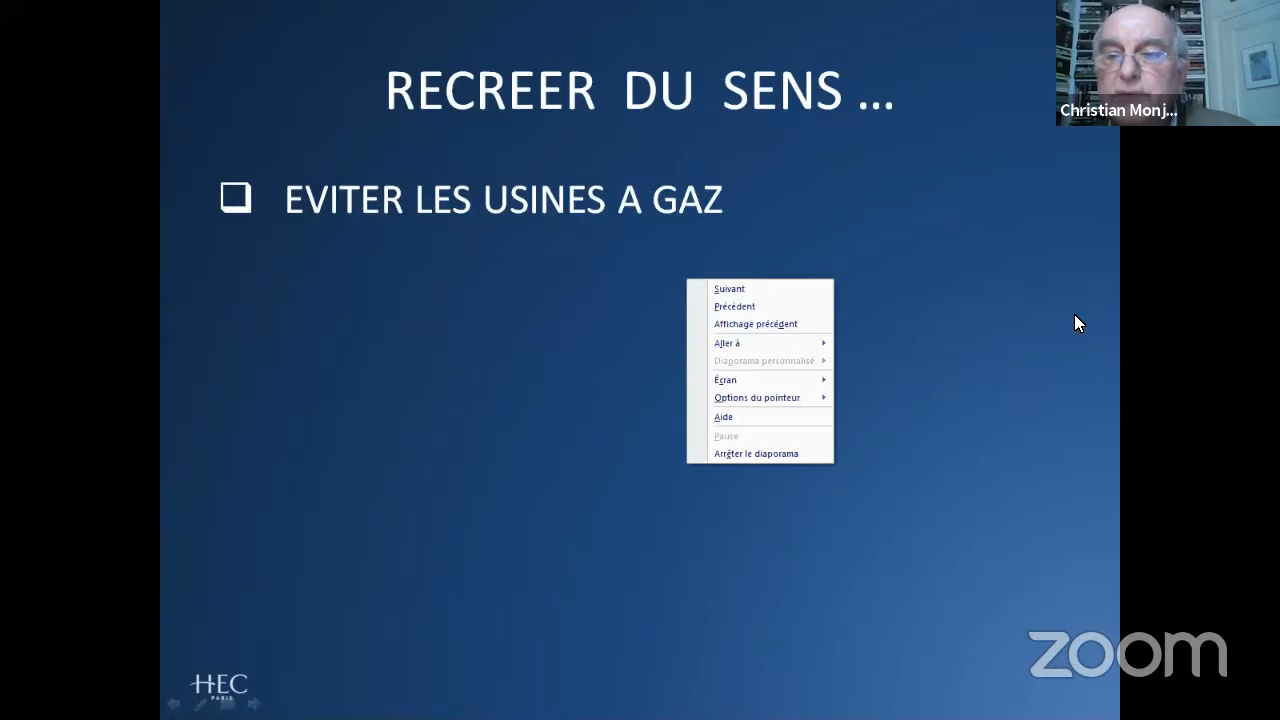 RECREER DU SENS ...
Christian Monj...
EVITER LES USINES A GAZ
Suivant
Précédent
Affichage précédent
Aller à
Diaporama personnalisé
Écran
Options du pointeur
Aide
Pause
Arrêter le diaporama
zoom
HEC
PARIS